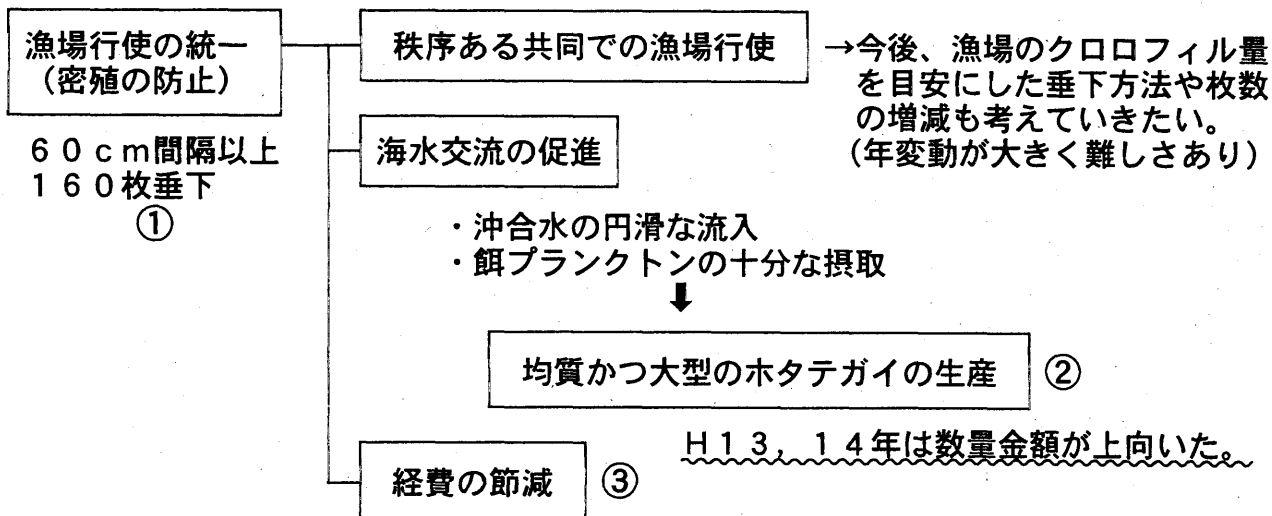 漁場行使の統一
(密殖の防止)
60cm間隔以上
160枚垂下
①
秩序ある共同での漁場行使
→今後、漁場のクロロフィル量
を目安にした垂下方法や枚数
の増減も考えていきたい。
(年変動が大きく難しさあり)
海水交流の促進
・沖合水の円滑な流入
・餌プランクトンの十分な摂取
⬇
均質かつ大型のホタテガイの生産
②
H13,14年は数量金額が上向いた。
経費の節減
③